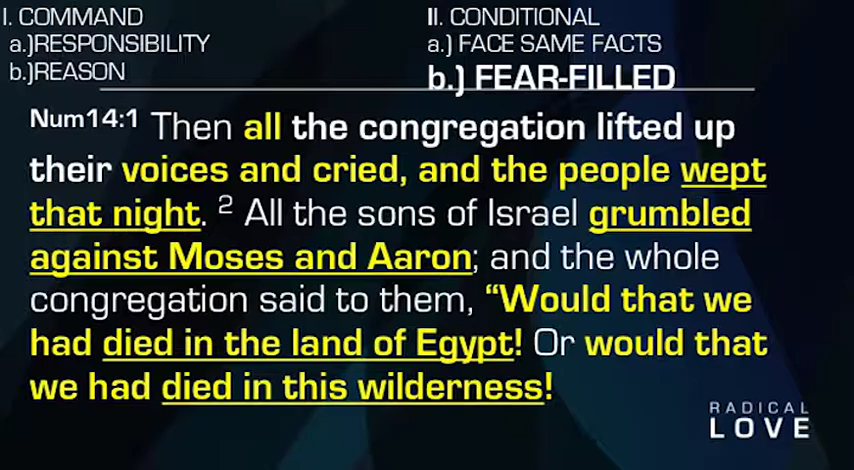 I. COMMAND
a.)RESPONSIBILITY
b.)REASON
II. CONDITIONAL
a.) FACE SAME FACTS
b.) FEAR-FILLED
Num14:1 Then all the congregation lifted up
their voices and cried, and the people wept
that night. 2 All the sons of Israel grumbled
against Moses and Aaron; and the whole
congregation said to them, “Would that we
had died in the land of Egypt! Or would that
we had died in this wilderness!
RADICAL
LOVE